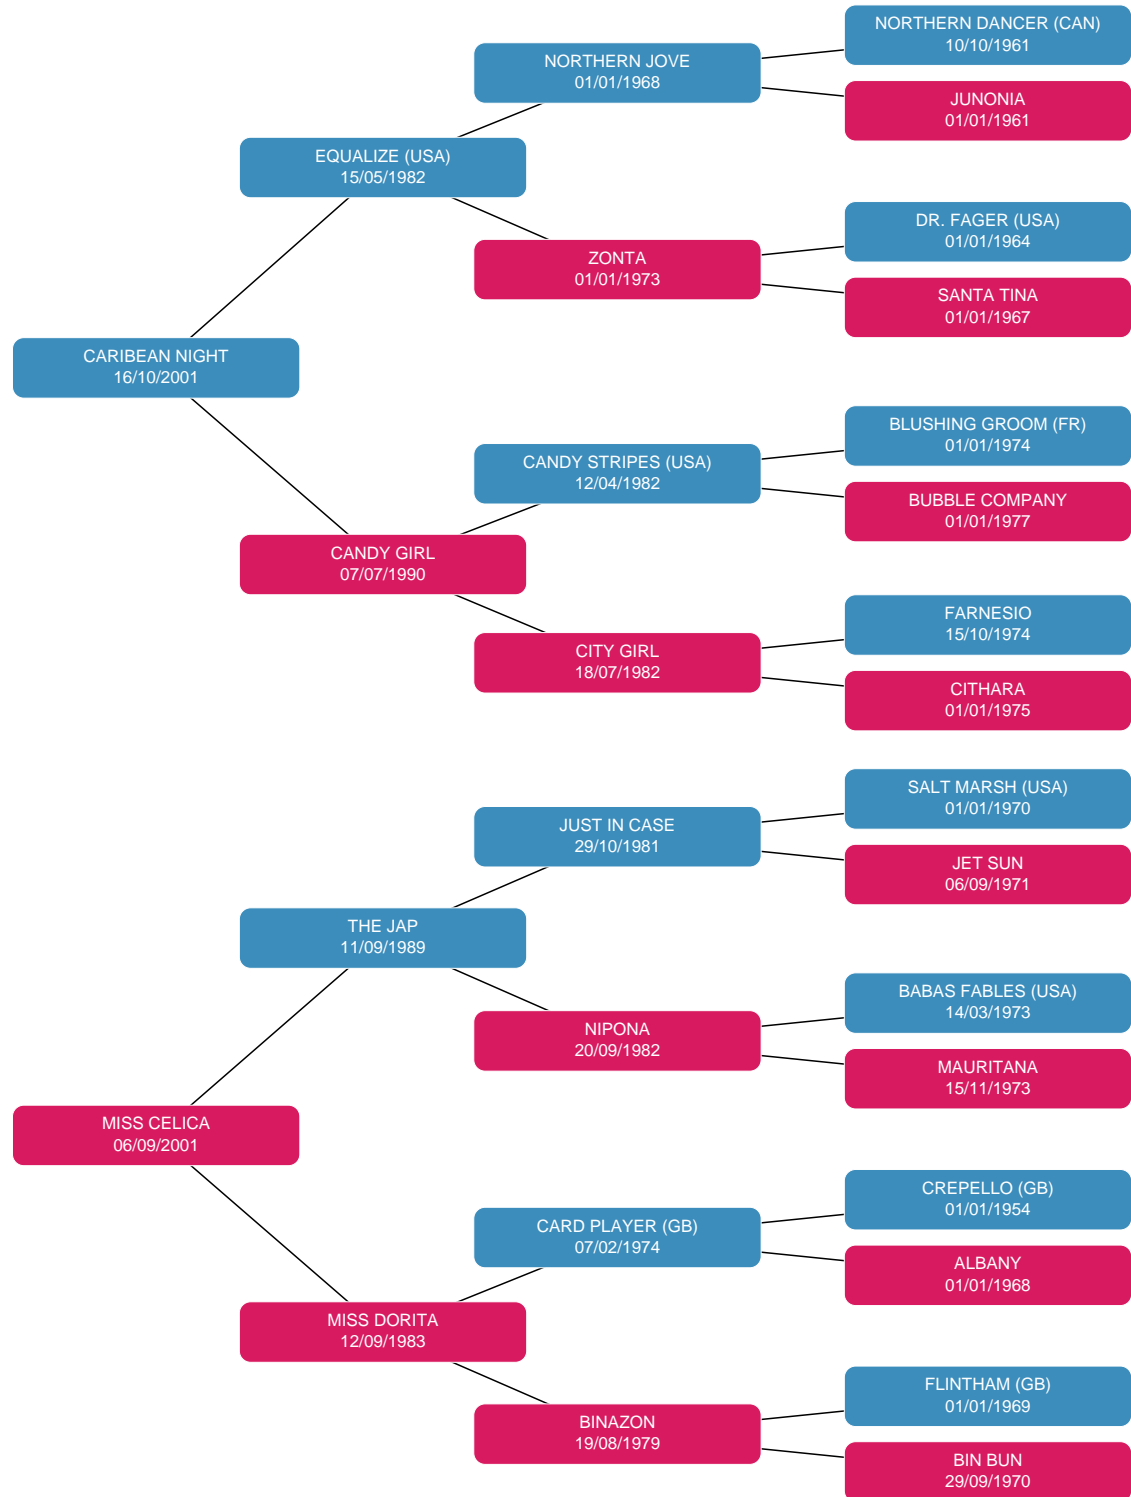 NORTHERN DANCER (CAN)
10/10/1961
NORTHERN JOVE
01/01/1968
JUNONIA
01/01/1961
EQUALIZE (USA)
15/05/1982
DR. FAGER (USA)
01/01/1964
ZONTA
01/01/1973
SANTA TINA
01/01/1967
CARIBEAN NIGHT
16/10/2001
BLUSHING GROOM (FR)
01/01/1974
CANDY STRIPES (USA)
12/04/1982
BUBBLE COMPANY
01/01/1977
CANDY GIRL
07/07/1990
FARNESIO
15/10/1974
CITY GIRL
18/07/1982
CITHARA
01/01/1975
SALT MARSH (USA)
01/01/1970
JUST IN CASE
29/10/1981
JET SUN
06/09/1971
THE JAP
11/09/1989
BABAS FABLES (USA)
14/03/1973
NIPONA
20/09/1982
MAURITANA
15/11/1973
MISS CELICA
06/09/2001
CREPELLO (GB)
01/01/1954
CARD PLAYER (GB)
07/02/1974
ALBANY
01/01/1968
MISS DORITA
12/09/1983
FLINTHAM (GB)
01/01/1969
BINAZON
19/08/1979
BIN BUN
29/09/1970